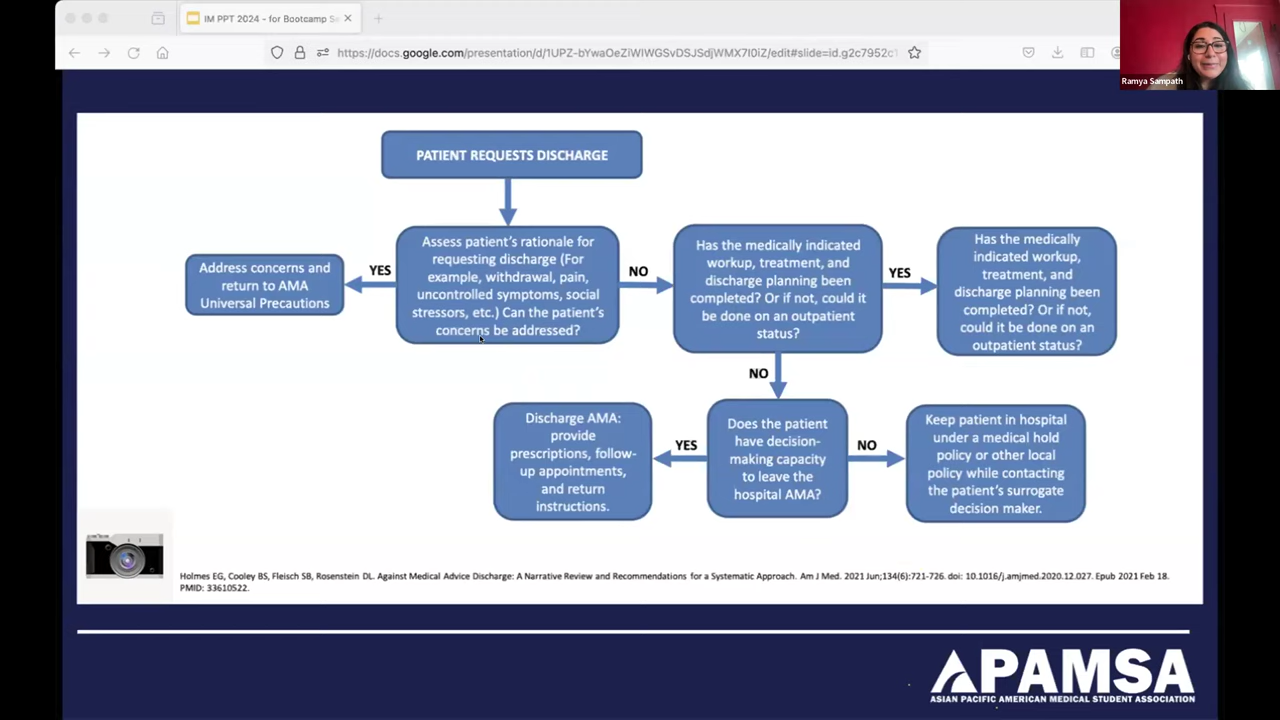 IM PPT 2024 - for Bootcamp Se
https://docs.google.com/presentation/d/1UPZ-bYwaOeZiWIWGSvDSJSdjWMX7I0iZ/edit#slide=id.g2c7952c1
Ramya Sampath
PATIENT REQUESTS DISCHARGE
Assess patient's rationale for
requesting discharge (For
example, withdrawal, pain,
uncontrolled symptoms, social
stressors, etc.) Can the patient's
concerns be addressed?
YES
Address concerns and
return to AMA
Universal Precautions
NO
Has the medically indicated
workup, treatment, and
discharge planning been
completed? Or if not, could it
be done on an outpatient
status?
YES
Has the medically
indicated workup,
treatment, and
discharge planning been
completed? Or if not,
could it be done on an
outpatient status?
NO
Does the patient
have decision-
making capacity
to leave the
hospital AMA?
YES
Discharge AMA:
provide
prescriptions, follow-
up appointments,
and return
instructions.
NO
Keep patient in hospital
under a medical hold
policy or other local
policy while contacting
the patient's surrogate
decision maker.
Holmes EG, Cooley BS, Fleisch SB, Rosenstein DL. Against Medical Advice Discharge: A Narrative Review and Recommendations for a Systematic Approach. Am J Med. 2021 Jun;134(6):721-726. doi: 10.1016/j.amjmed.2020.12.027. Epub 2021 Feb 18.
PMID: 33610522.
APAMSA
ASIAN PACIFIC AMERICAN MEDICAL STUDENT ASSOCIATION